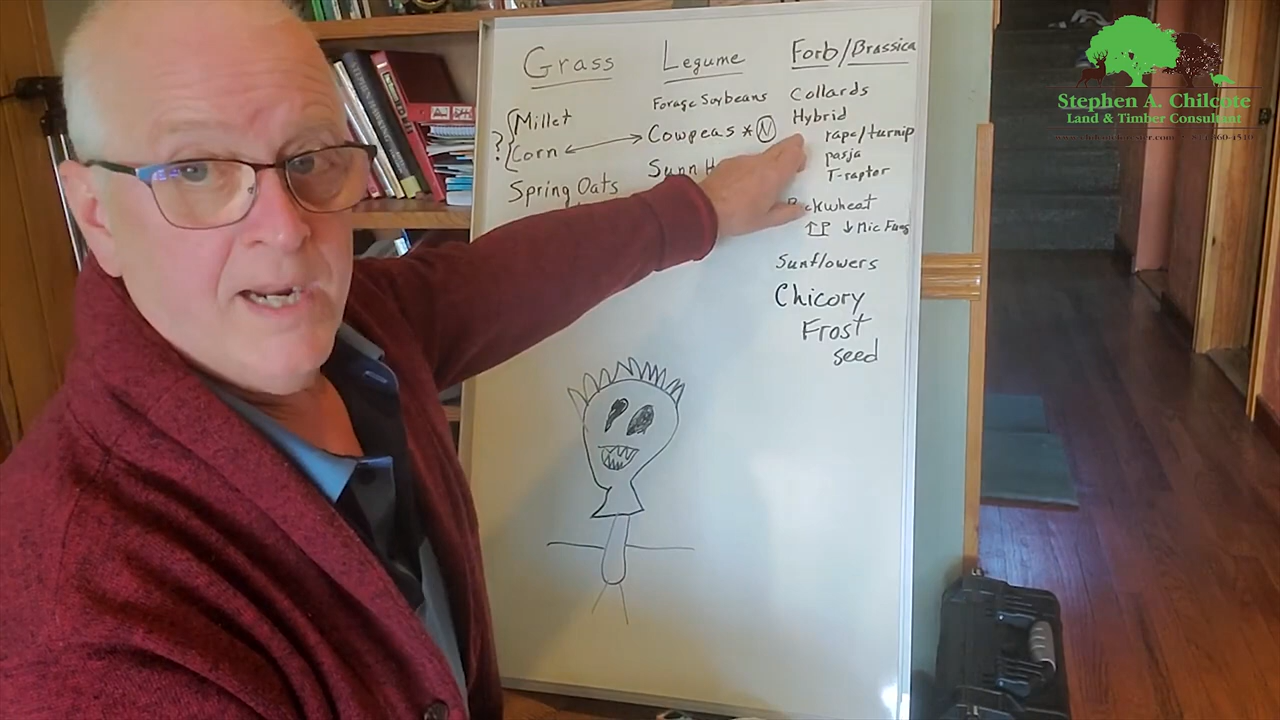 Grass
Millet
? { Corn
Spring Oats
Legume
Forage Soybeans
Cowpeas * N
Sunn H
Forb/Brassica
Collards
Hybrid
rape/turnip
pasja
T-raptor
Buckwheat
↑P ↓Mic Fung
Sunflowers
Chicory
Frost
seed
Stephen A. Chilcote
Land & Timber Consultant